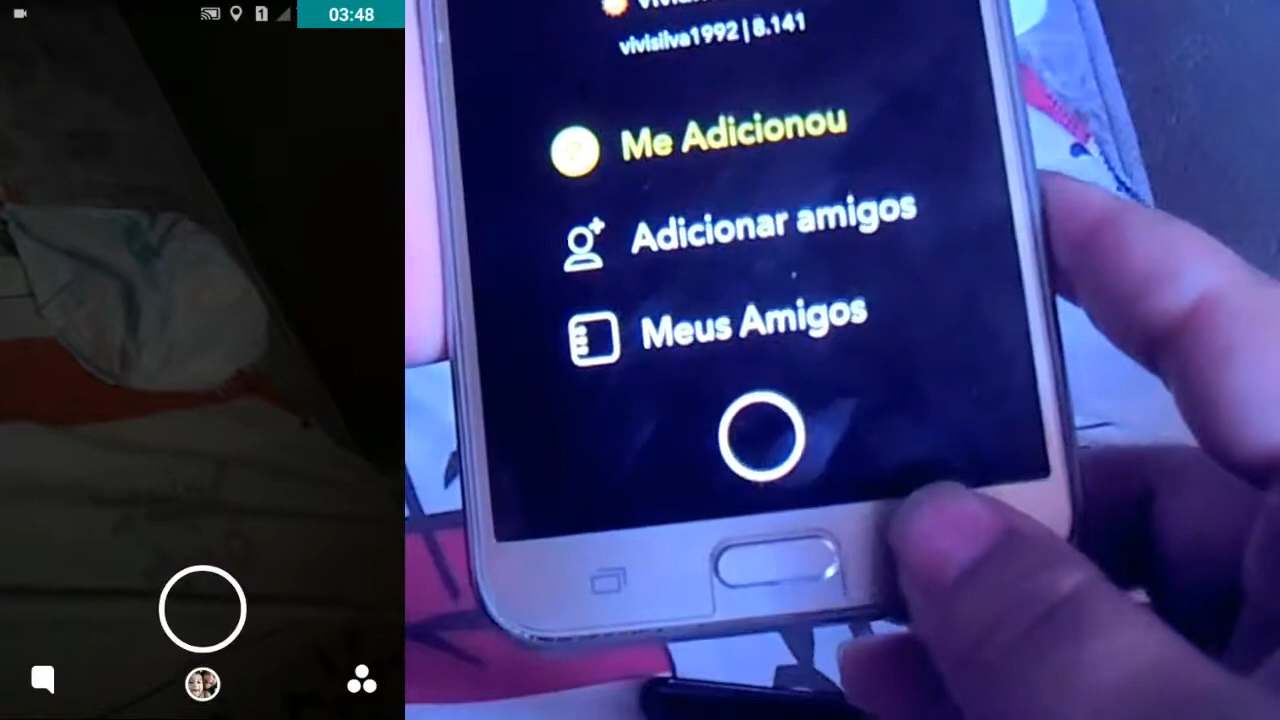 03:48
vivisilva1992 | 8.141
Me Adicionou
Adicionar amigos
Meus Amigos